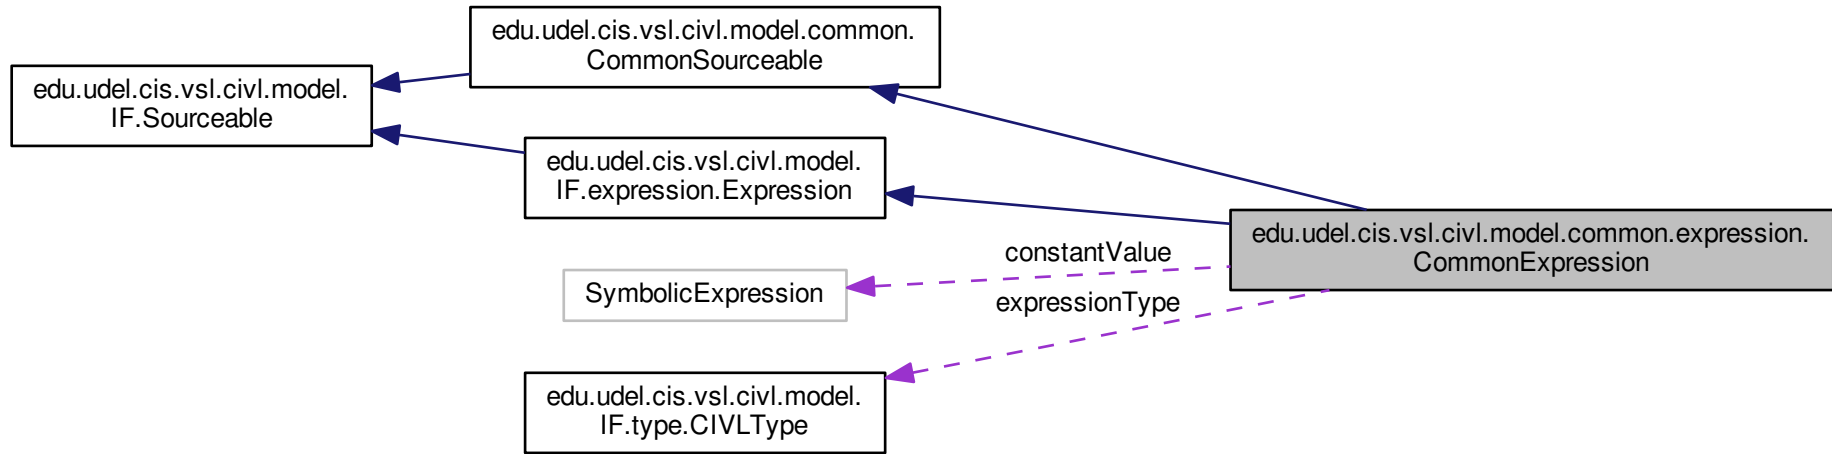 edu.udel.cis.vsl.civl.model.common.
CommonSourceable
edu.udel.cis.vsl.civl.model.
IF.Sourceable
edu.udel.cis.vsl.civl.model.
IF.expression.Expression
edu.udel.cis.vsl.civl.model.common.expression.
CommonExpression
constantValue
SymbolicExpression
expressionType
edu.udel.cis.vsl.civl.model.
IF.type.CIVLType